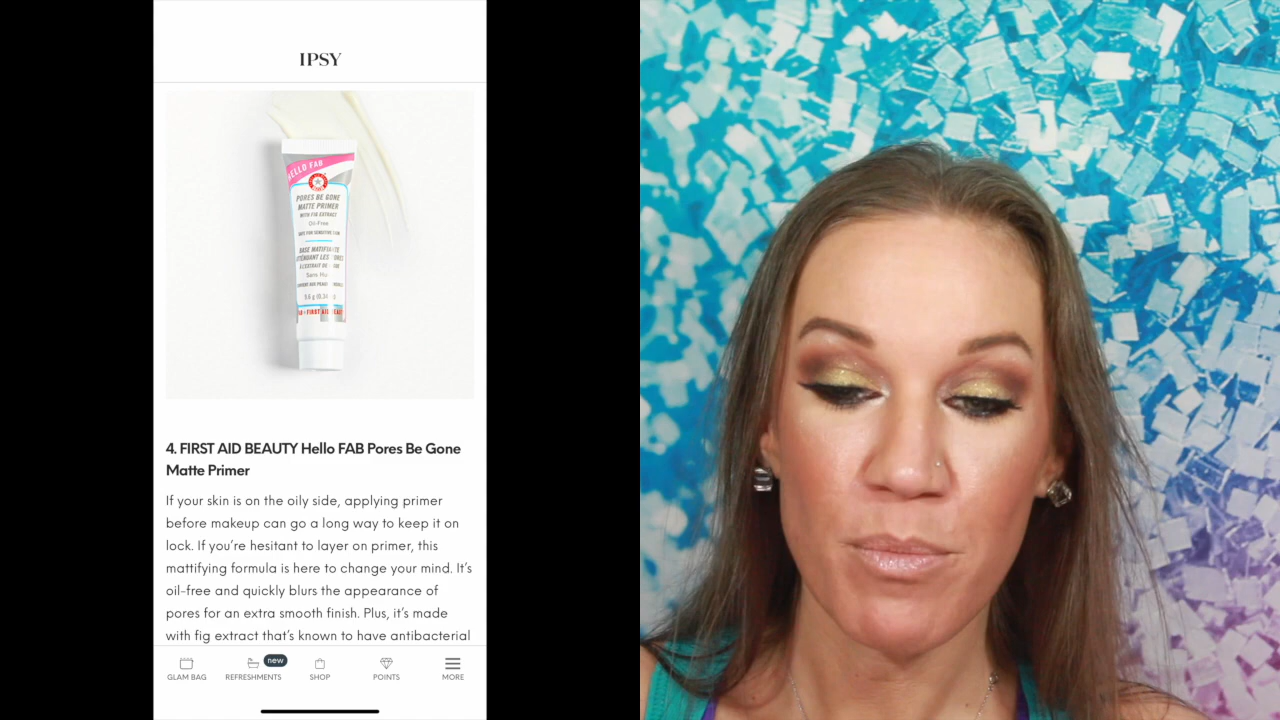 IPSY
HELLO FAB
PORES BE GONE
MATTE PRIMER
WITH FIG EXTRACT
Oil-Free
4. FIRST AID BEAUTY Hello FAB Pores Be Gone
Matte Primer
If your skin is on the oily side, applying primer
before makeup can go a long way to keep it on
lock. If you're hesitant to layer on primer, this
mattifying formula is here to change your mind. It's
oil-free and quickly blurs the appearance of
pores for an extra smooth finish. Plus, it's made
with fig extract that's known to have antibacterial
new
GLAM BAG
REFRESHMENTS
SHOP
POINTS
MORE